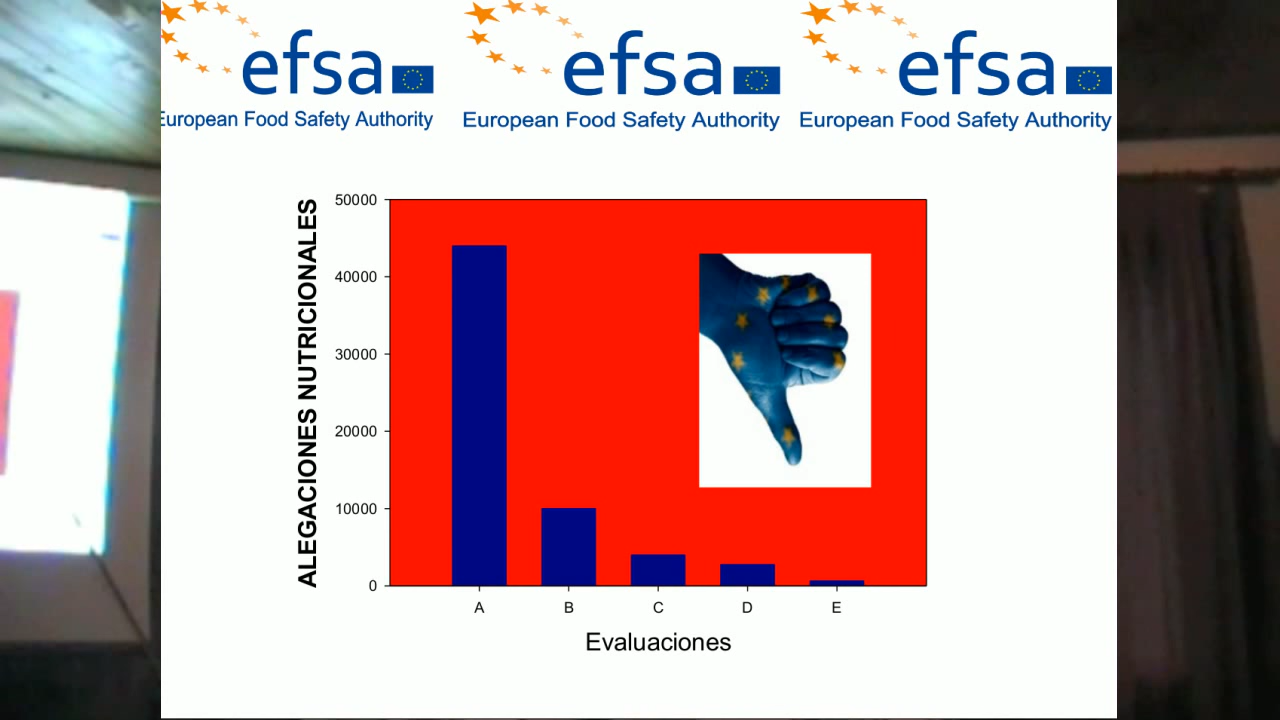 efsa efsa efsa
European Food Safety Authority European Food Safety Authority European Food Safety Authority
ALEGACIONES NUTRICIONALES
50000
40000
30000
20000
10000
0
A B C D E
Evaluaciones